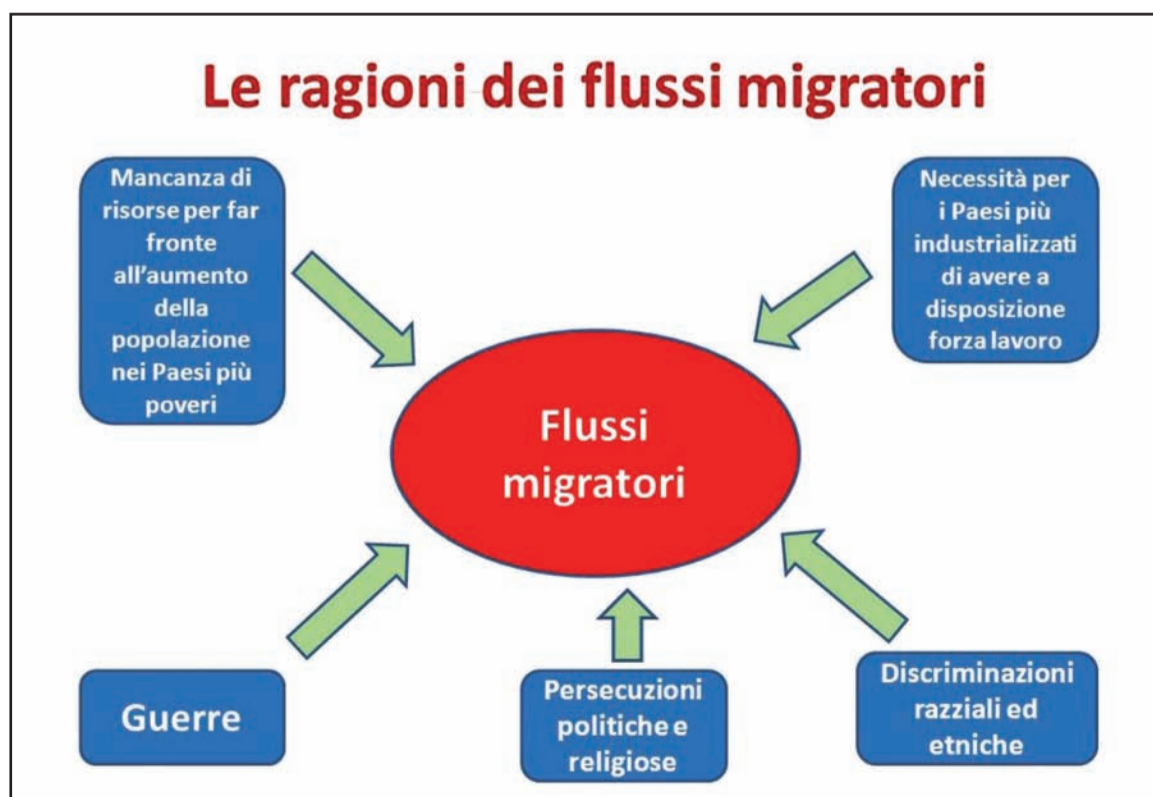 Le ragioni dei flussi migratori
Mancanza di
risorse per far
fronte
all'aumento
della
popolazione
nei Paesi più
poveri
Necessità per
i Paesi più
industrializzati
di avere a
disposizione
forza lavoro
Flussi
migratori
Guerre
Persecuzioni
politiche e
religiose
Discriminazioni
razziali ed
etniche